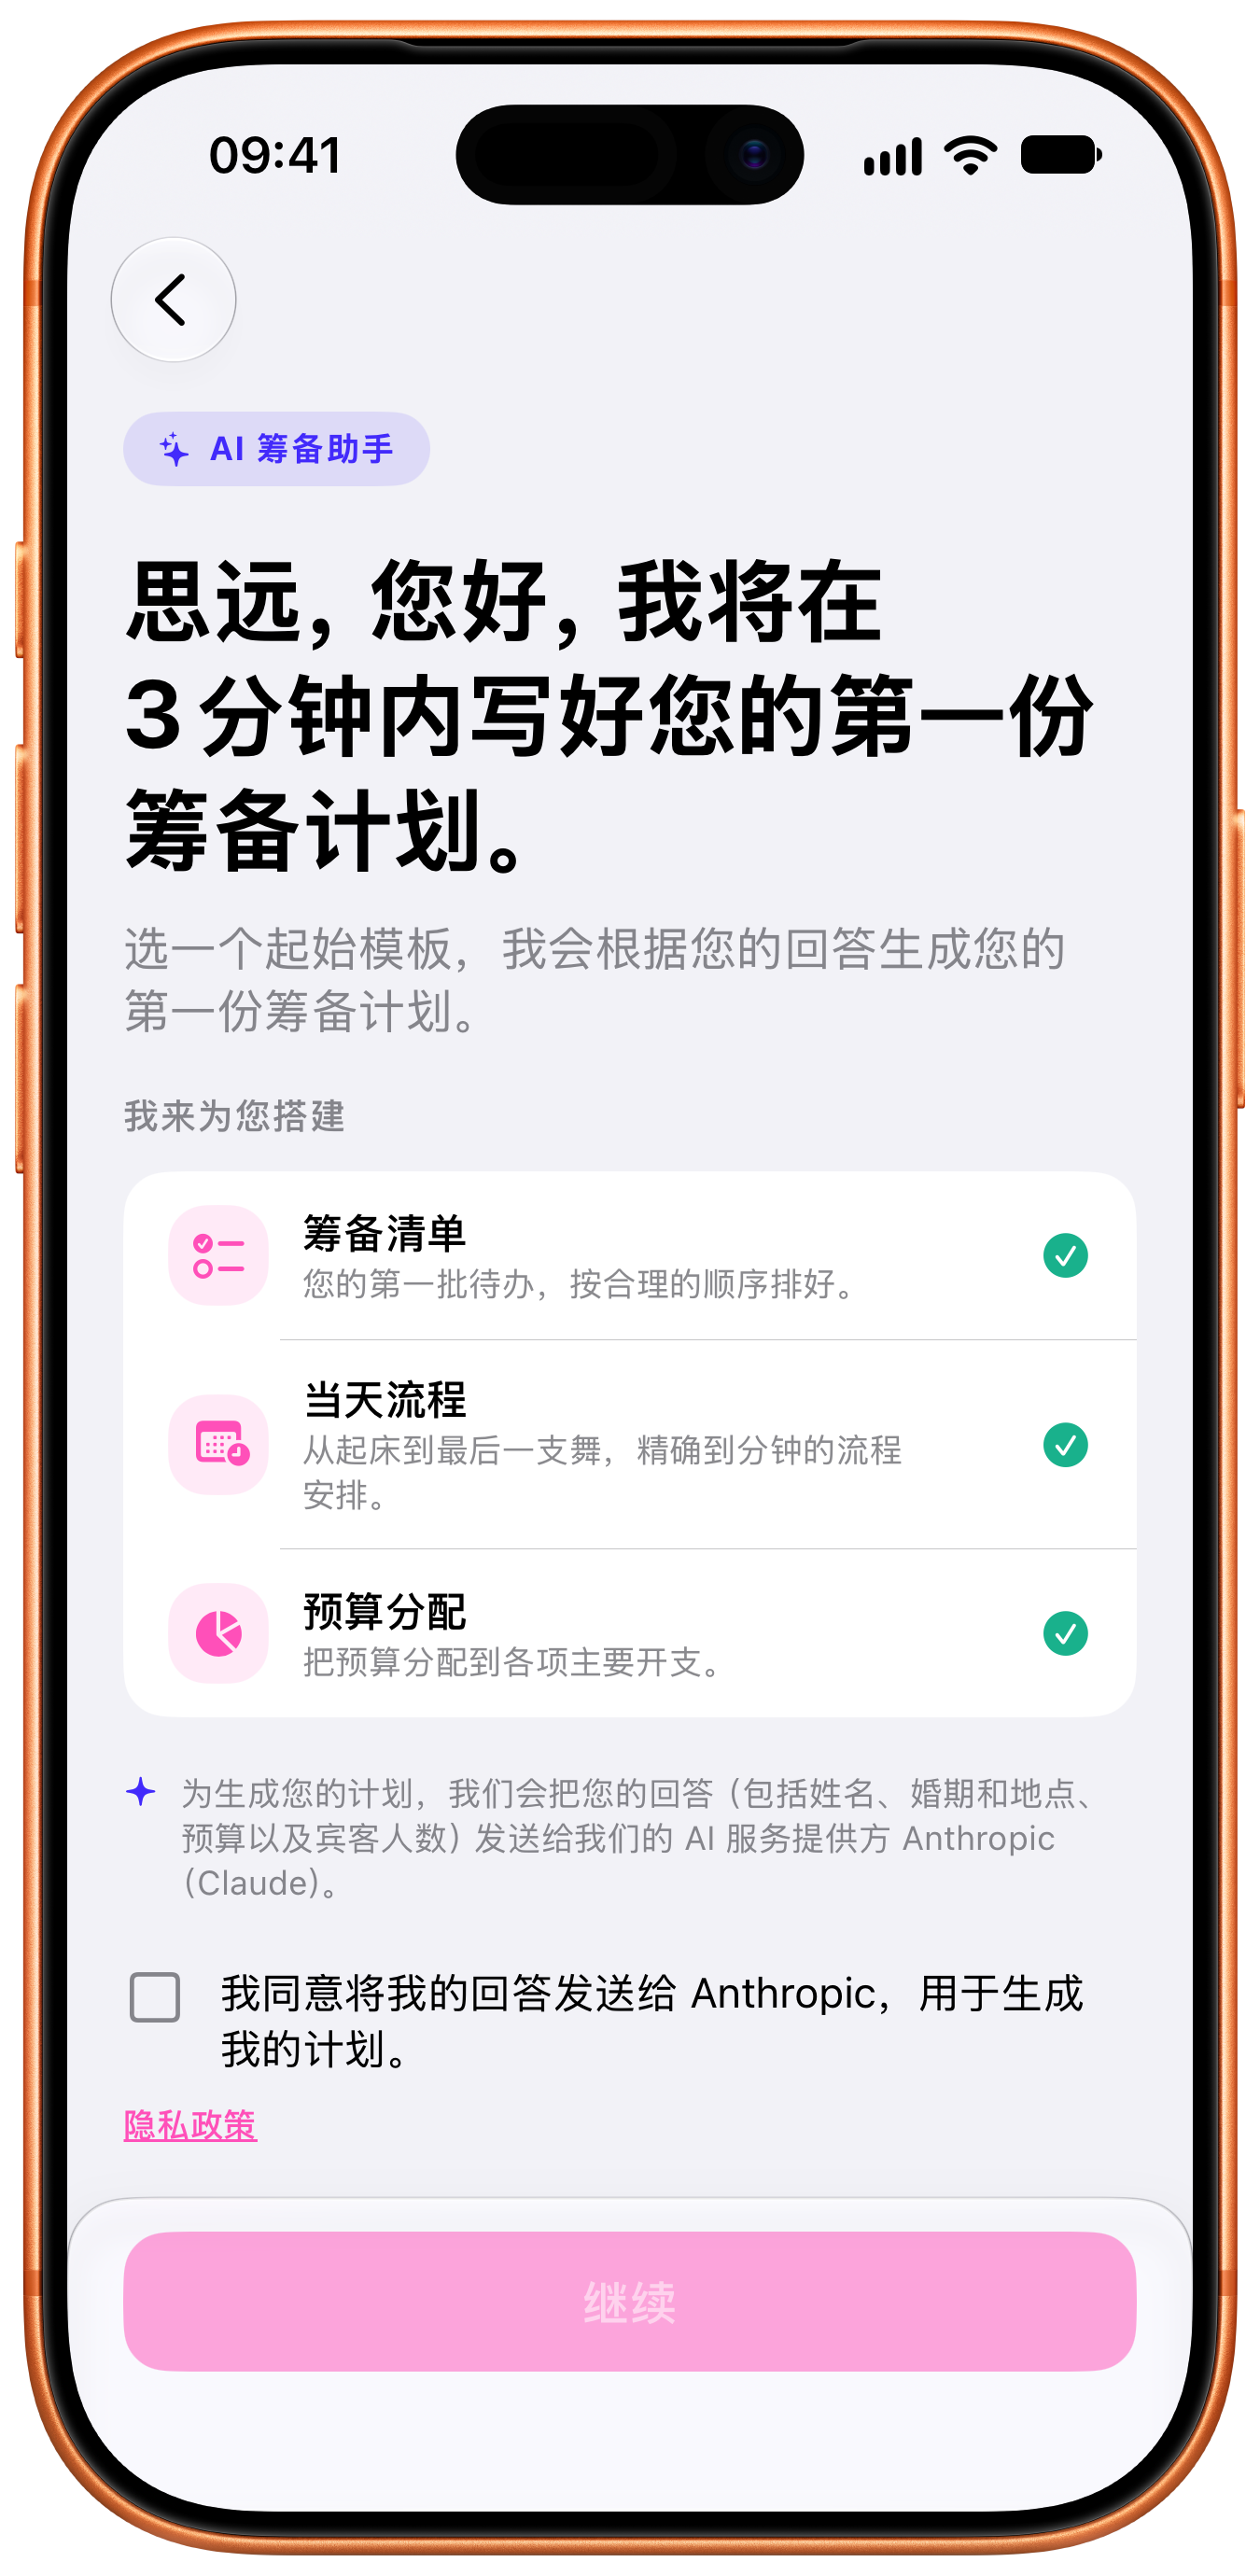 09:41
AI 筹备助手
思远，您好，我将在
3 分钟内写好您的第一份
筹备计划。
选一个起始模板，我会根据您的回答生成您的
第一份筹备计划。
我来为您搭建
筹备清单
您的第一批待办，按合理的顺序排好。
当天流程
从起床到最后一支舞，精确到分钟的流程
安排。
预算分配
把预算分配到各项主要开支。
为生成您的计划，我们会把您的回答（包括姓名、婚期和地点、
预算以及宾客人数）发送给我们的 AI 服务提供方 Anthropic
(Claude)。
我同意将我的回答发送给 Anthropic，用于生成
我的计划。
隐私政策
继续